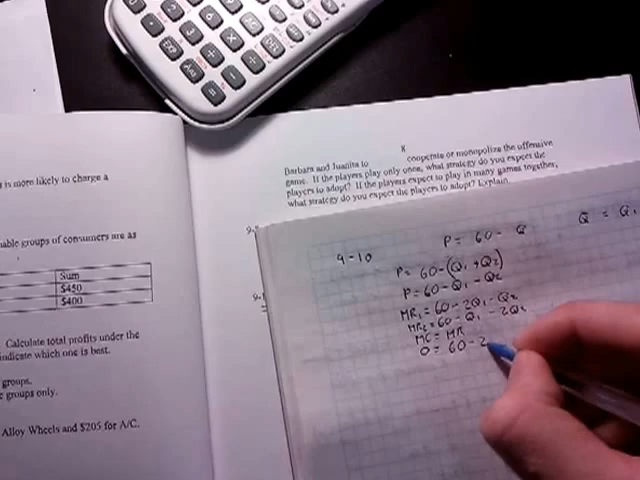 is more likely to charge a
able groups of consumers are as
Sum
$450
$400
Calculate total profits under the
indicate which one is best.
groups.
groups only.
Alloy Wheels and $205 for A/C.
8
Barbara and Juanita to cooperate or monopolize the offensive
game. If the players play only once, what strategy do you expect the
players to adopt? If the players expect to play in many games together,
what strategy do you expect the players to adopt? Explain
P = 60 - Q
Q = Q1
9-10
P = 60 - (Q1 + Q2)
P = 60 - Q1 - Q2
MR1 = 60 - 2Q1 - Q2
MR2 = 60 - Q1 - 2Q2
MC = MR
0 = 60 - 2